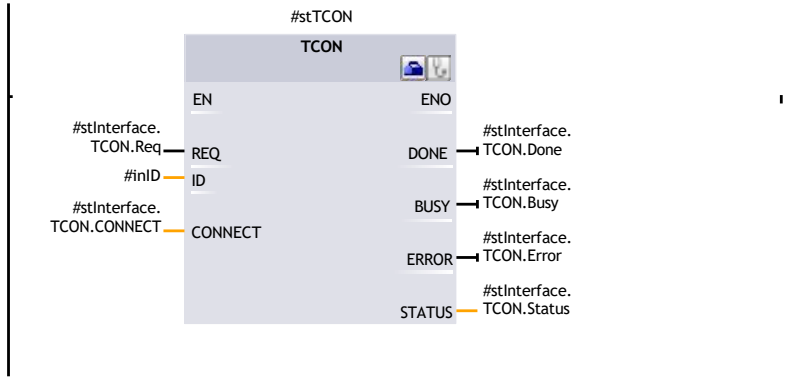 #stTCON
TCON
EN
ENO
#stInterface.
TCON.Req
REQ
DONE
#stInterface.
TCON.Done
#inID
ID
#stInterface.
TCON.Busy
BUSY
#stInterface.
TCON.CONNECT
CONNECT
#stInterface.
TCON.Error
ERROR
#stInterface.
TCON.Status
STATUS